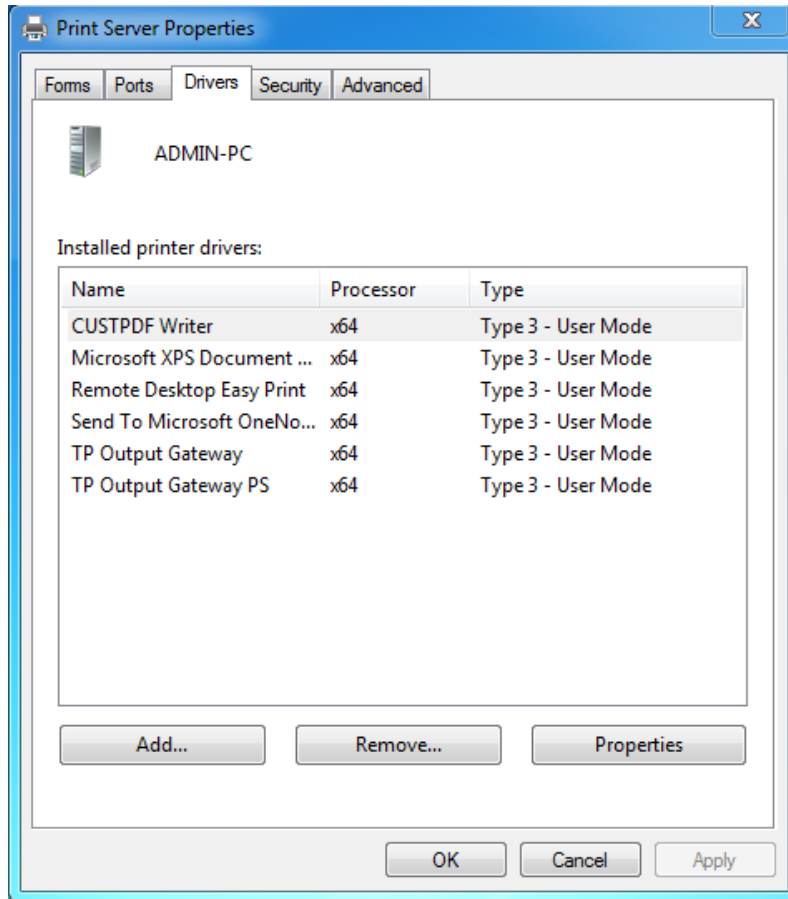 Print Server Properties
Forms Ports Drivers Security Advanced
ADMIN-PC
Installed printer drivers:
Name Processor Type
CUSTPDF Writer x64 Type 3 - User Mode
Microsoft XPS Document ... x64 Type 3 - User Mode
Remote Desktop Easy Print x64 Type 3 - User Mode
Send To Microsoft OneNo... x64 Type 3 - User Mode
TP Output Gateway x64 Type 3 - User Mode
TP Output Gateway PS x64 Type 3 - User Mode
Add... Remove... Properties
OK Cancel Apply